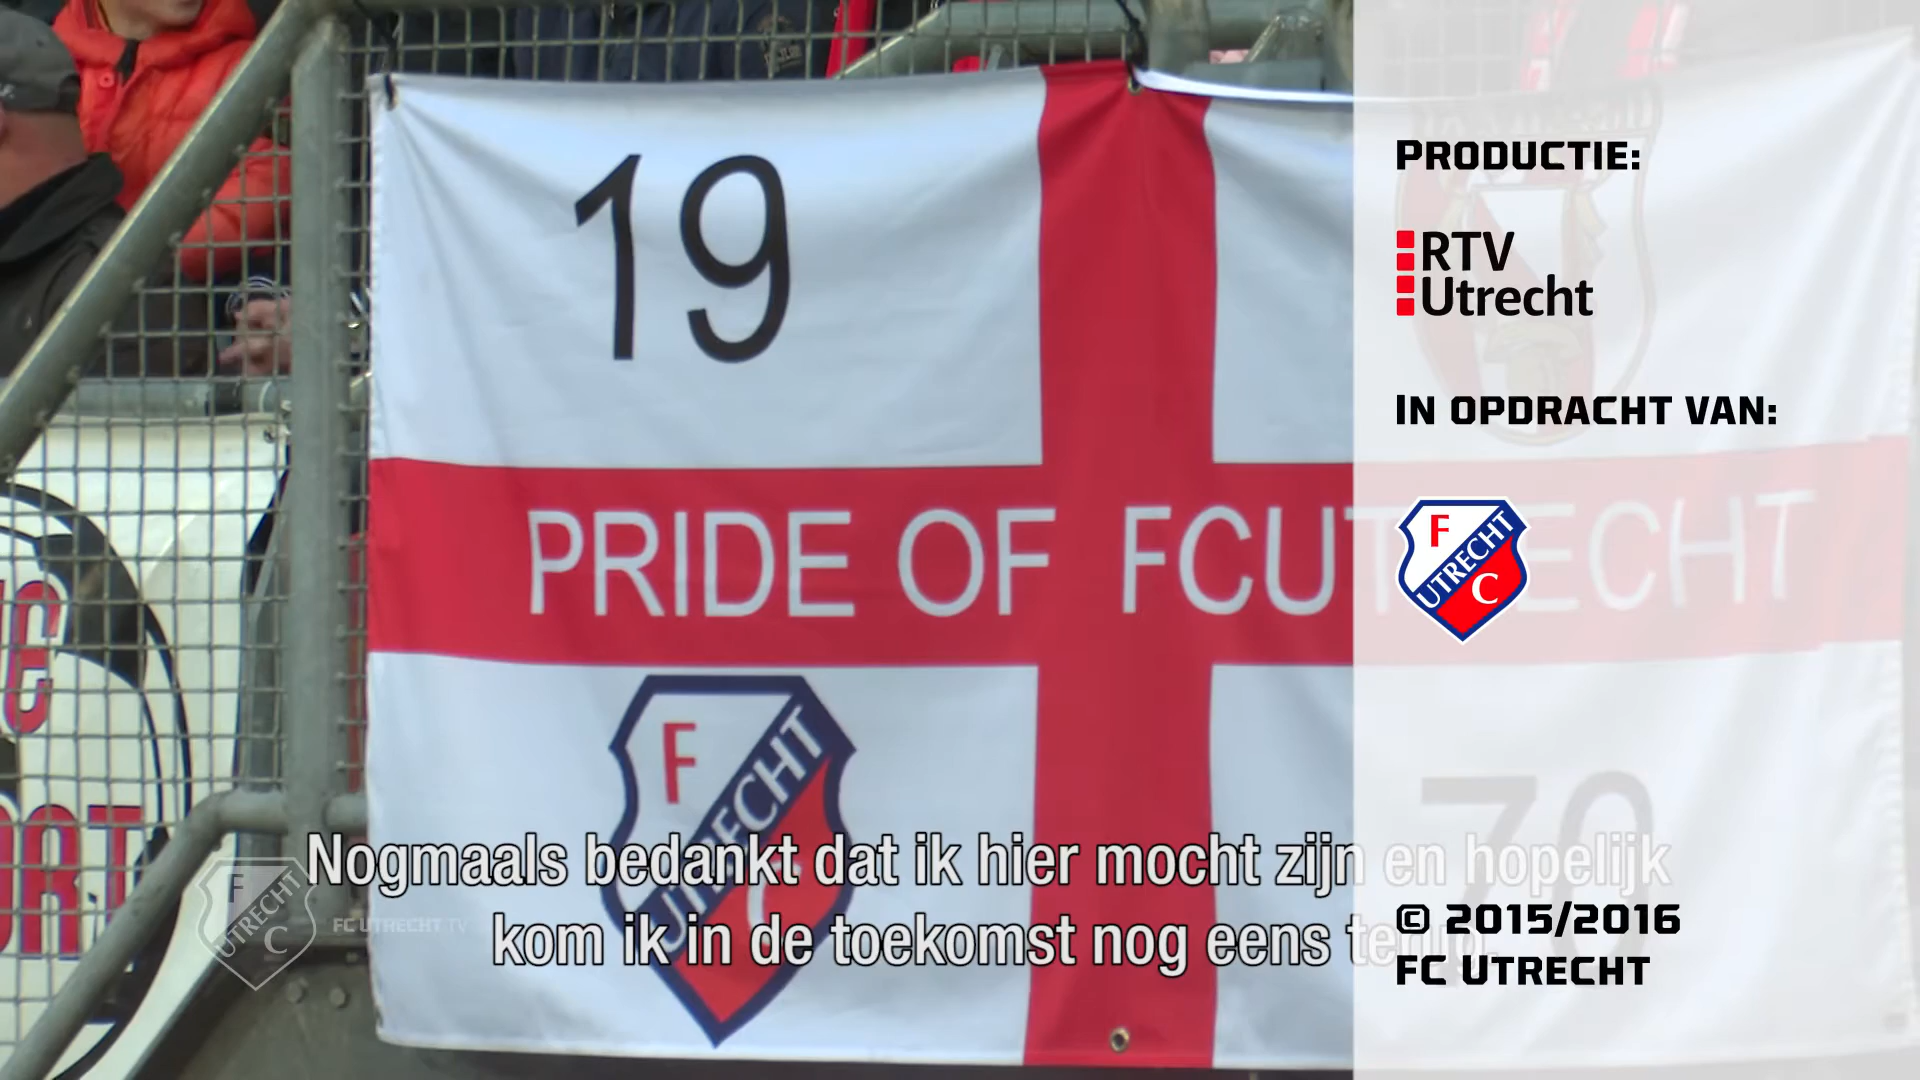 19
PRIDE OF FCUTRECHT
F
UTRECHT
C
70
PRODUCTIE:
RTV
Utrecht
IN OPDRACHT VAN:
F
UTRECHT
C
© 2015/2016
FC UTRECHT
F
UTRECHT
C
FC UTRECHT TV
Nogmaals bedankt dat ik hier mocht zijn en hopelijk
kom ik in de toekomst nog eens terug.